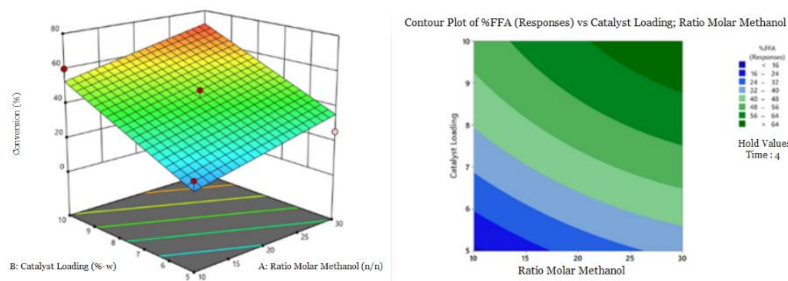 Contour Plot of %FFA (Responses) vs Catalyst Loading; Ratio Molar Methanol
80
60
40
20
0
Conversion (%)
10
9
8
7
6
5
B: Catalyst Loading (%-w)
10
15
20
25
30
A: Ratio Molar Methanol (n/n)
10
9
8
7
6
5
Catalyst Loading
10
15
20
25
30
Ratio Molar Methanol
%FFA
(Responses)
< 16
16 – 24
24 – 32
32 – 40
40 – 48
48 – 56
56 – 64
> 64
Hold Values
Time : 4